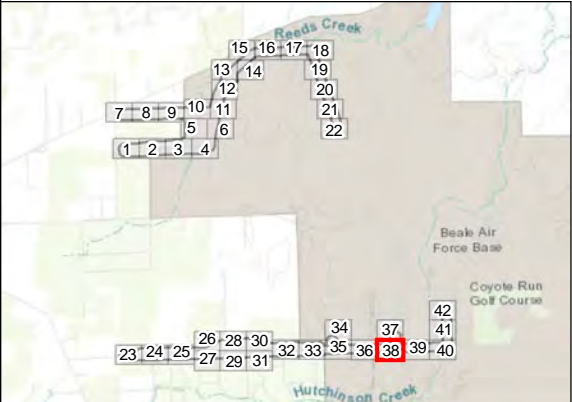 Reeds Creek
15 16 17 18
13 14 19
12 20
7 8 9 10 11 21
5 6 22
1 2 3 4
Beale Air
Force Base
Coyote Run
Golf Course
42
34 37 41
26 28 30
23 24 25 32 33 35 36 38 39 40
27 29 31
Hutchinson Creek